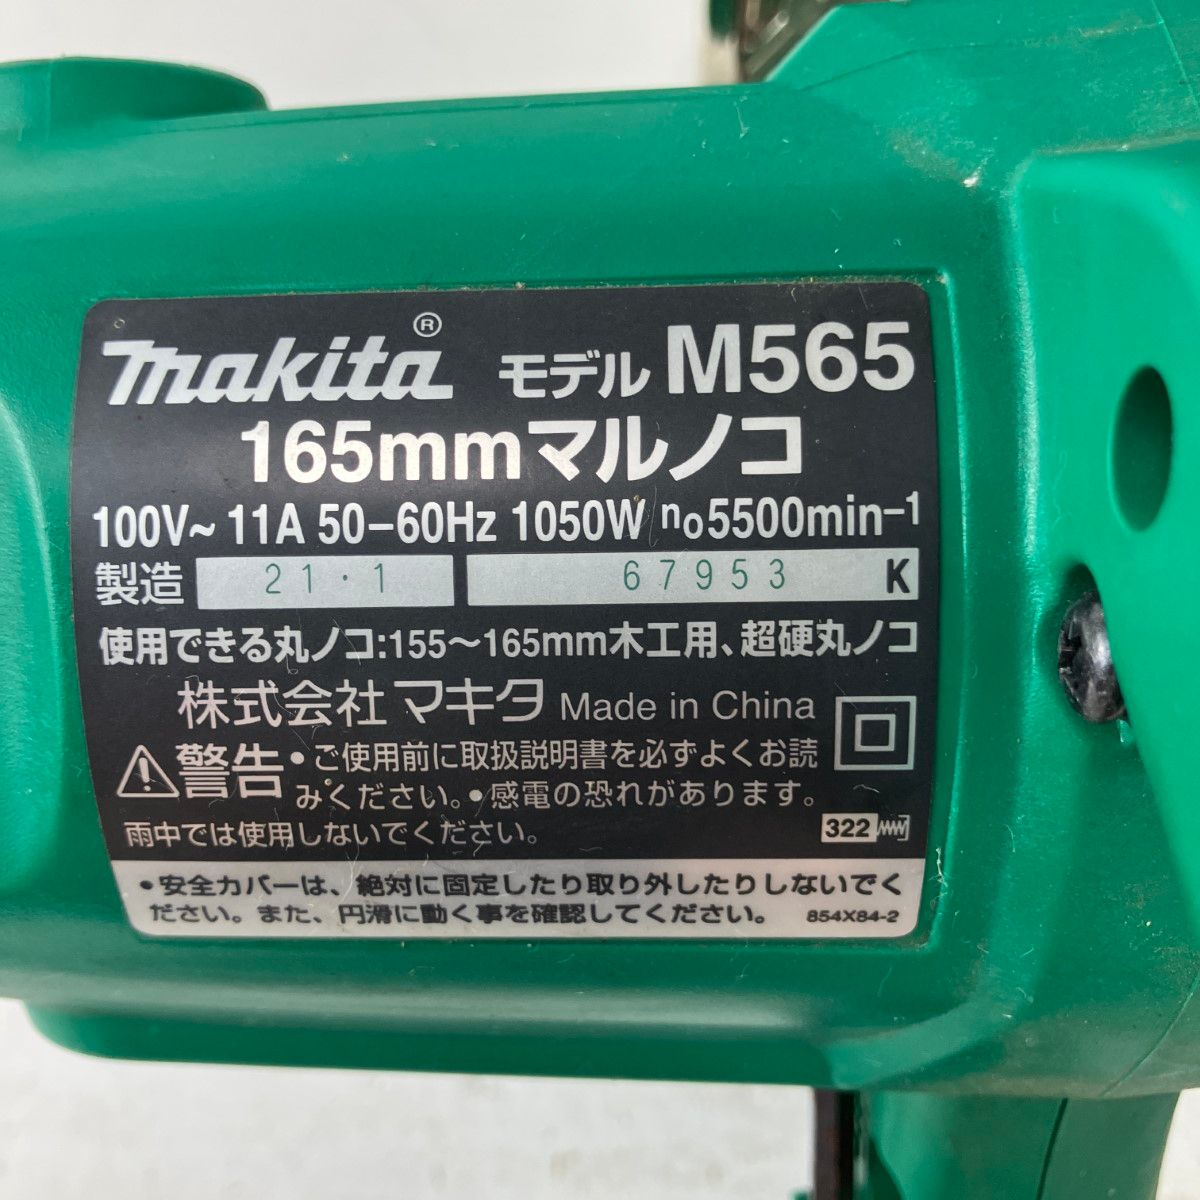 makita® モデル M565
165mmマルノコ
100V~ 11A 50-60Hz 1050W no5500min-1
製造 21・1 67953 K
使用できる丸ノコ:155~165mm木工用、超硬丸ノコ
株式会社 マキタ Made in China
警告 ・ご使用前に取扱説明書を必ずよくお読
みください。・感電の恐れがあります。
雨中では使用しないでください。 322
・安全カバーは、絶対に固定したり取り外したりしないでく
ださい。また、円滑に動く事を確認してください。 854X84-2